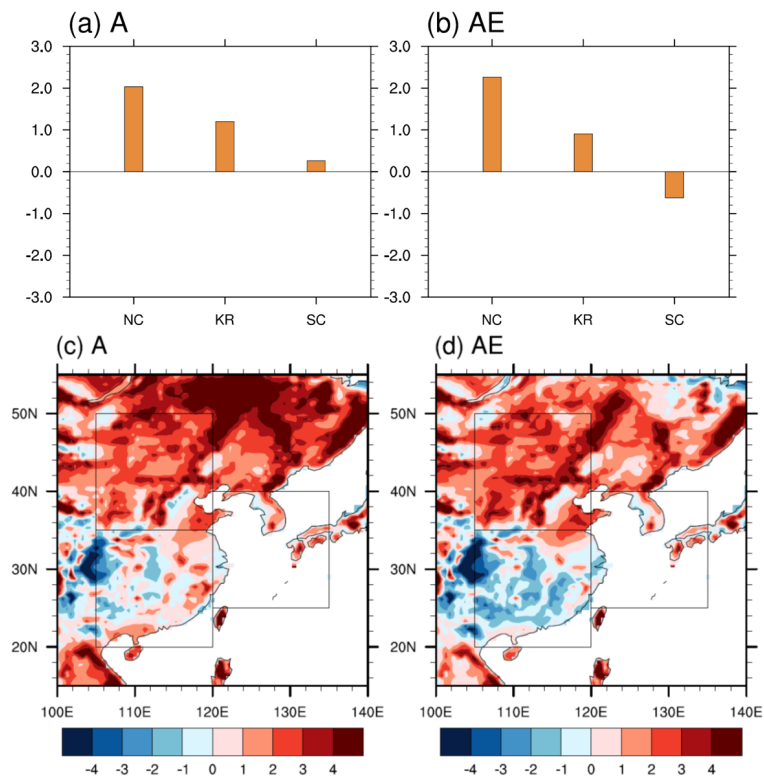 (a) A
(b) AE
3.0
2.0
1.0
0.0
-1.0
-2.0
-3.0
NC KR SC
3.0
2.0
1.0
0.0
-1.0
-2.0
-3.0
NC KR SC
(c) A
(d) AE
50N
40N
30N
20N
100E 110E 120E 130E 140E
50N
40N
30N
20N
100E 110E 120E 130E 140E
-4 -3 -2 -1 0 1 2 3 4
-4 -3 -2 -1 0 1 2 3 4